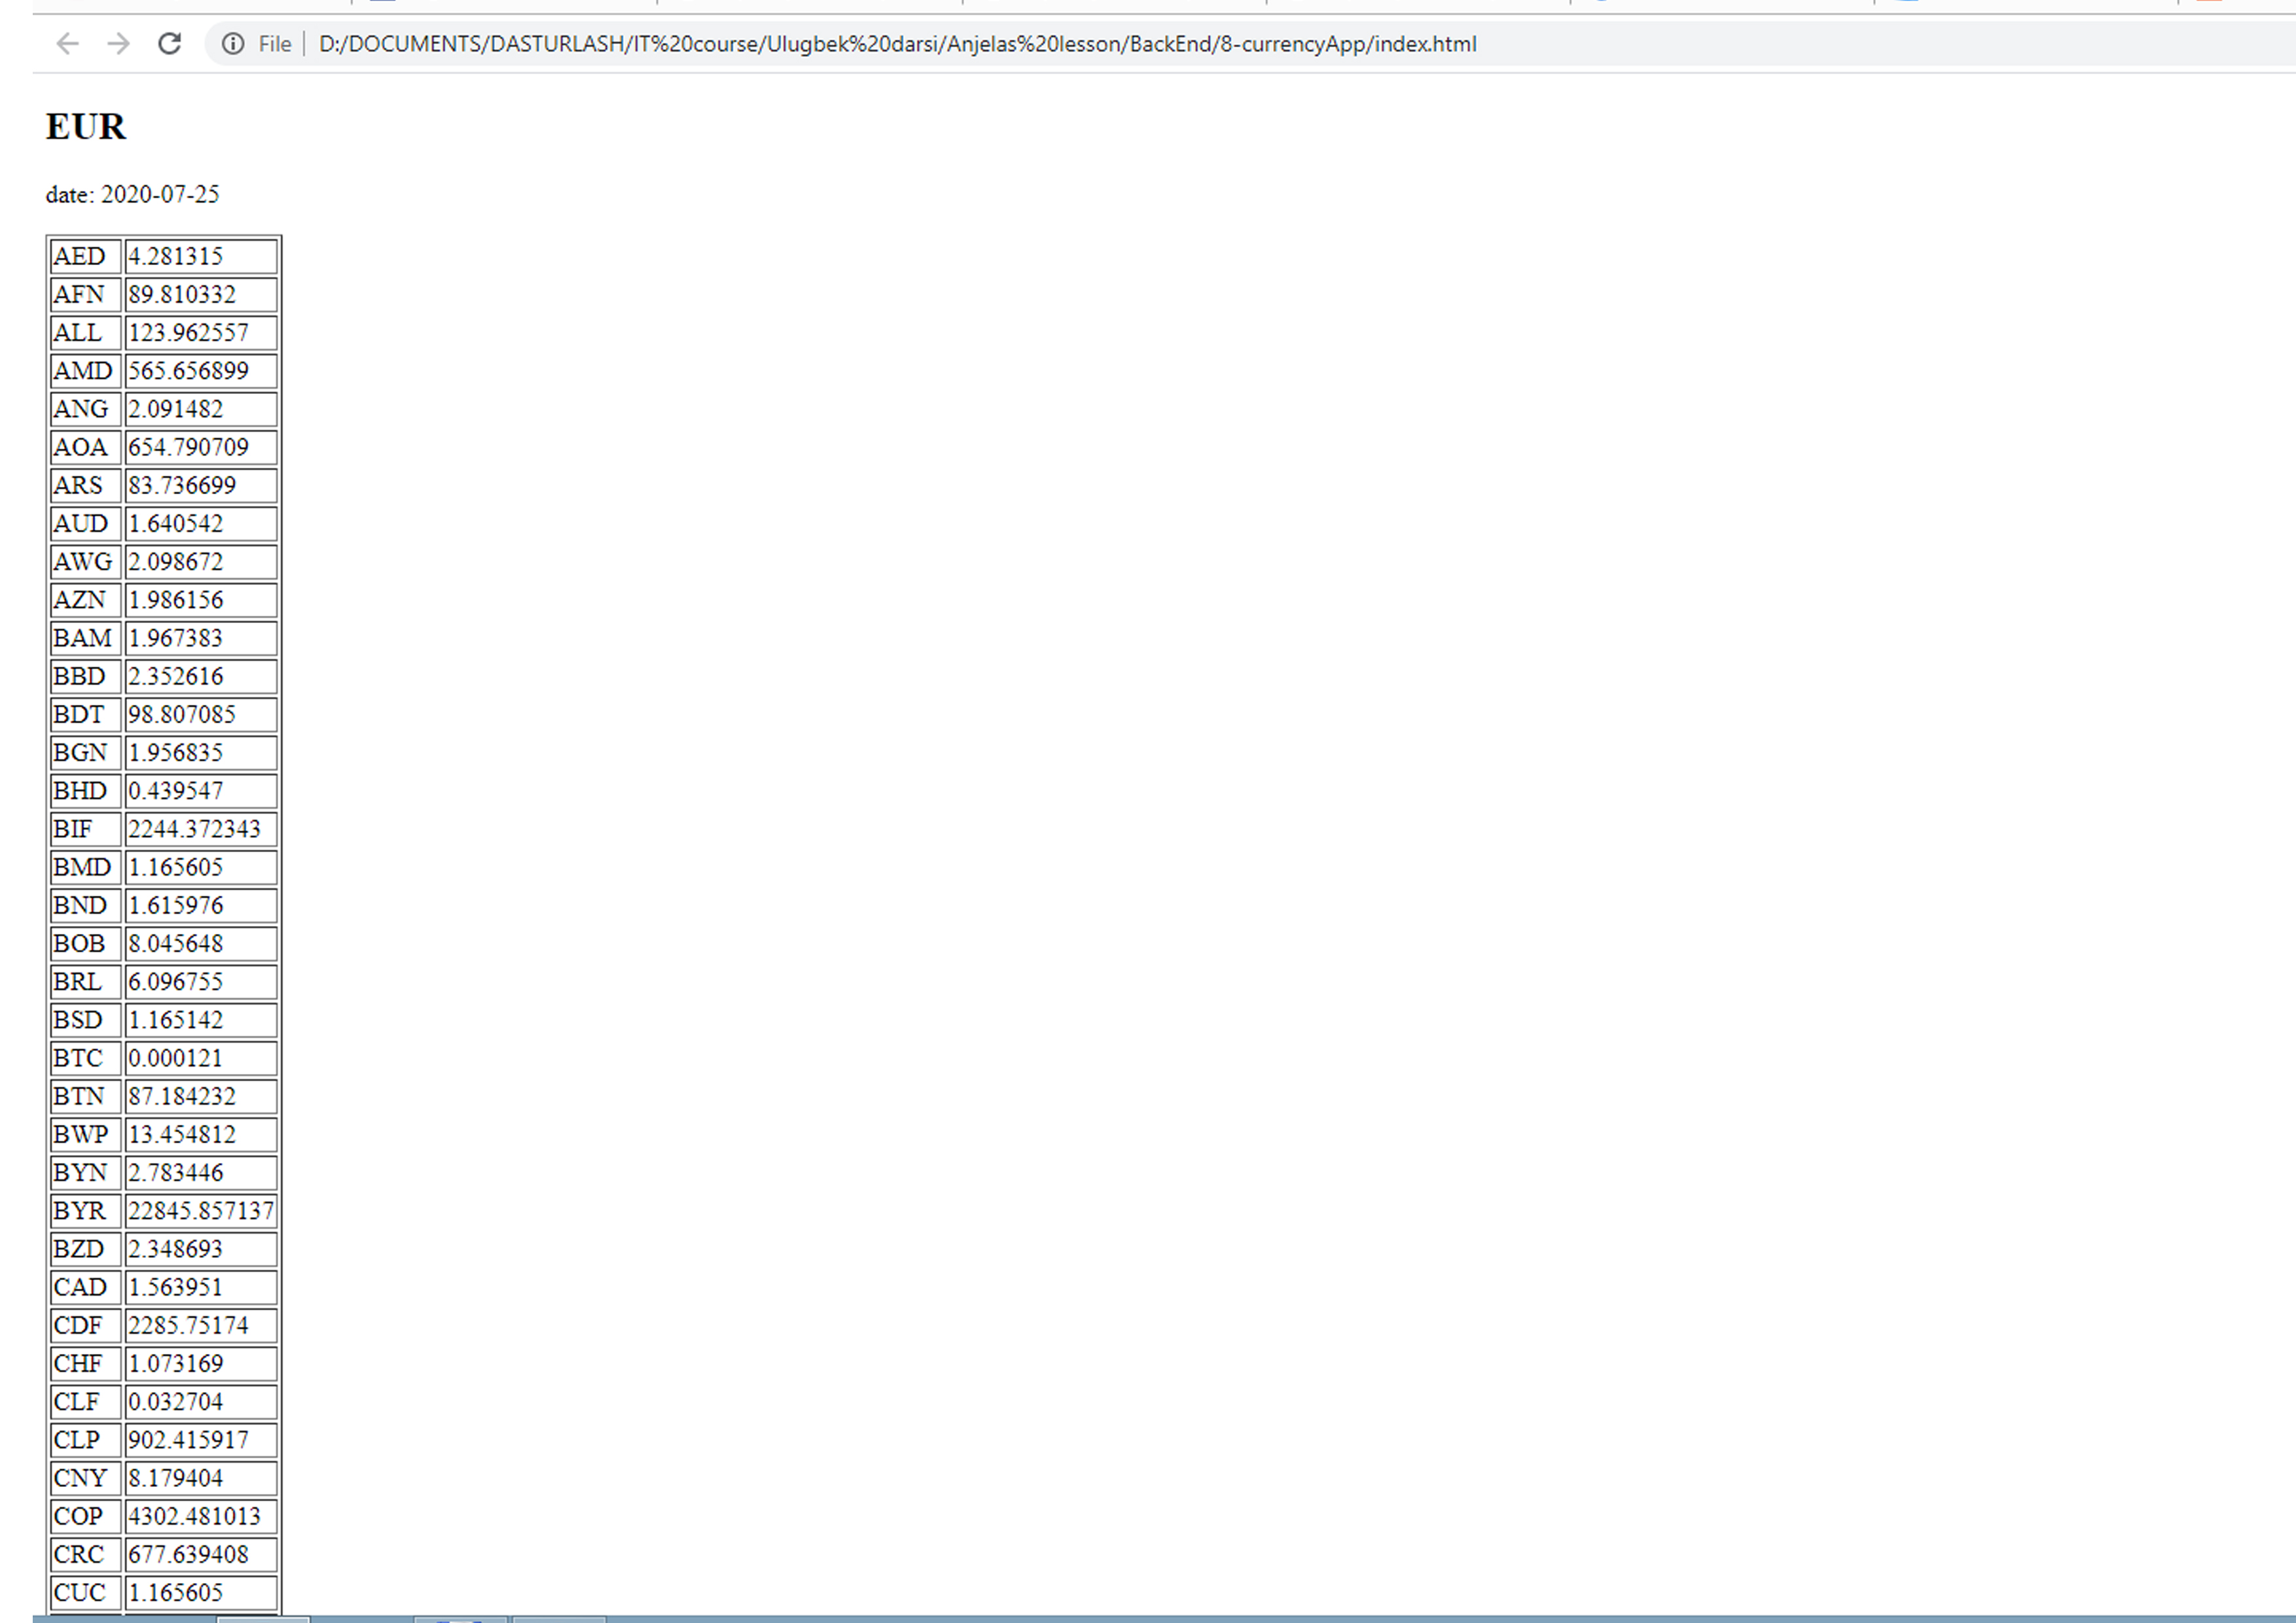 File D:/DOCUMENTS/DASTURLASH/IT%20course/Ulugbek%20darsi/Anjelas%20lesson/BackEnd/8-currencyApp/index.html
EUR
date: 2020-07-25
AED 4.281315
AFN 89.810332
ALL 123.962557
AMD 565.656899
ANG 2.091482
AOA 654.790709
ARS 83.736699
AUD 1.640542
AWG 2.098672
AZN 1.986156
BAM 1.967383
BBD 2.352616
BDT 98.807085
BGN 1.956835
BHD 0.439547
BIF 2244.372343
BMD 1.165605
BND 1.615976
BOB 8.045648
BRL 6.096755
BSD 1.165142
BTC 0.000121
BTN 87.184232
BWP 13.454812
BYN 2.783446
BYR 22845.857137
BZD 2.348693
CAD 1.563951
CDF 2285.75174
CHF 1.073169
CLF 0.032704
CLP 902.415917
CNY 8.179404
COP 4302.481013
CRC 677.639408
CUC 1.165605